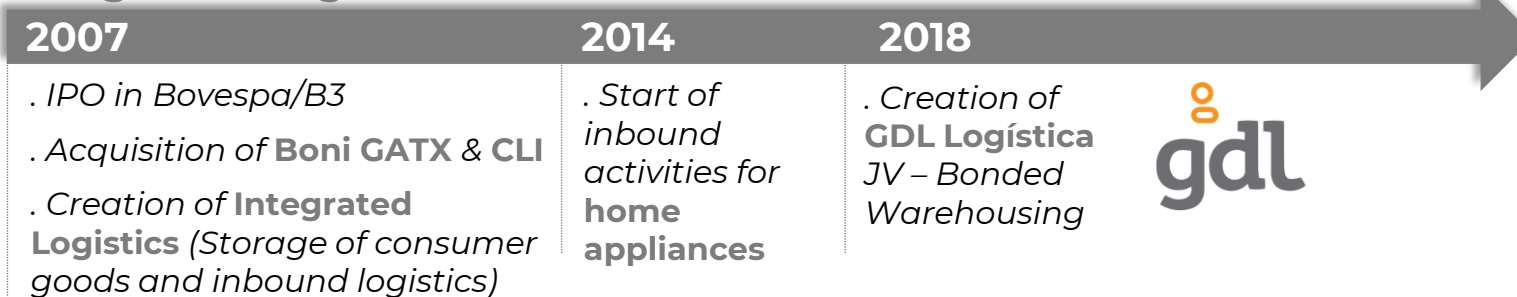 2007
. IPO in Bovespa/B3
. Acquisition of Boni GATX & CLI
. Creation of Integrated
Logistics (Storage of consumer
goods and inbound logistics)
2014
. Start of
inbound
activities for
home
appliances
2018
. Creation of
GDL Logística
JV – Bonded
Warehousing
gdl